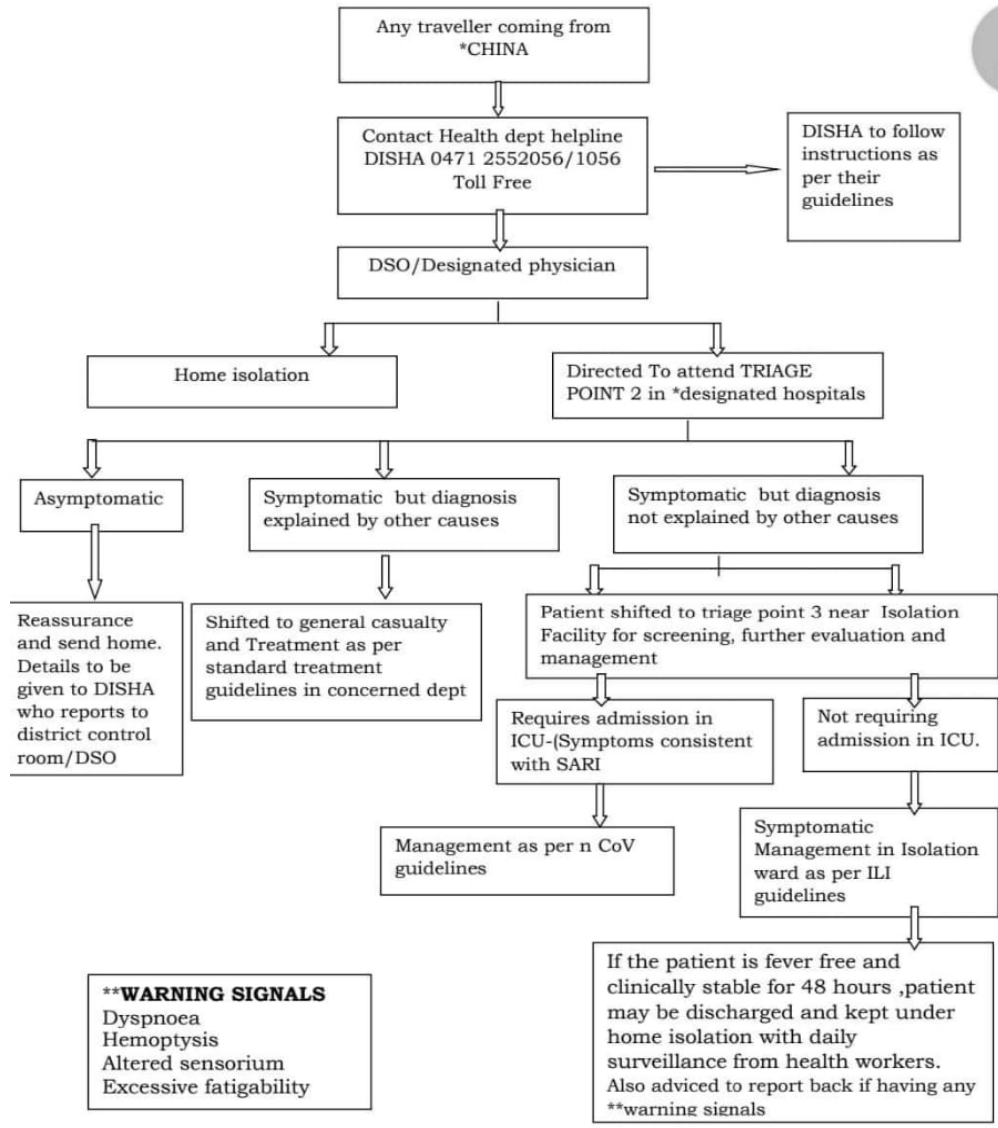 Any traveller coming from
*CHINA
Contact Health dept helpline
DISHA 0471 2552056/1056
Toll Free
DISHA to follow
instructions as
per their
guidelines
DSO/Designated physician
Home isolation
Directed To attend TRIAGE
POINT 2 in *designated hospitals
Asymptomatic
Symptomatic but diagnosis
explained by other causes
Symptomatic but diagnosis
not explained by other causes
Reassurance
and send home.
Details to be
given to DISHA
who reports to
district control
room/DSO
Shifted to general casualty
and Treatment as per
standard treatment
guidelines in concerned dept
Patient shifted to triage point 3 near Isolation
Facility for screening, further evaluation and
management
Requires admission in
ICU-(Symptoms consistent
with SARI
Not requiring
admission in ICU.
Management as per n CoV
guidelines
Symptomatic
Management in Isolation
ward as per ILI
guidelines
If the patient is fever free and
clinically stable for 48 hours ,patient
may be discharged and kept under
home isolation with daily
surveillance from health workers.
Also adviced to report back if having any
**warning signals
**WARNING SIGNALS
Dyspnoea
Hemoptysis
Altered sensorium
Excessive fatigability